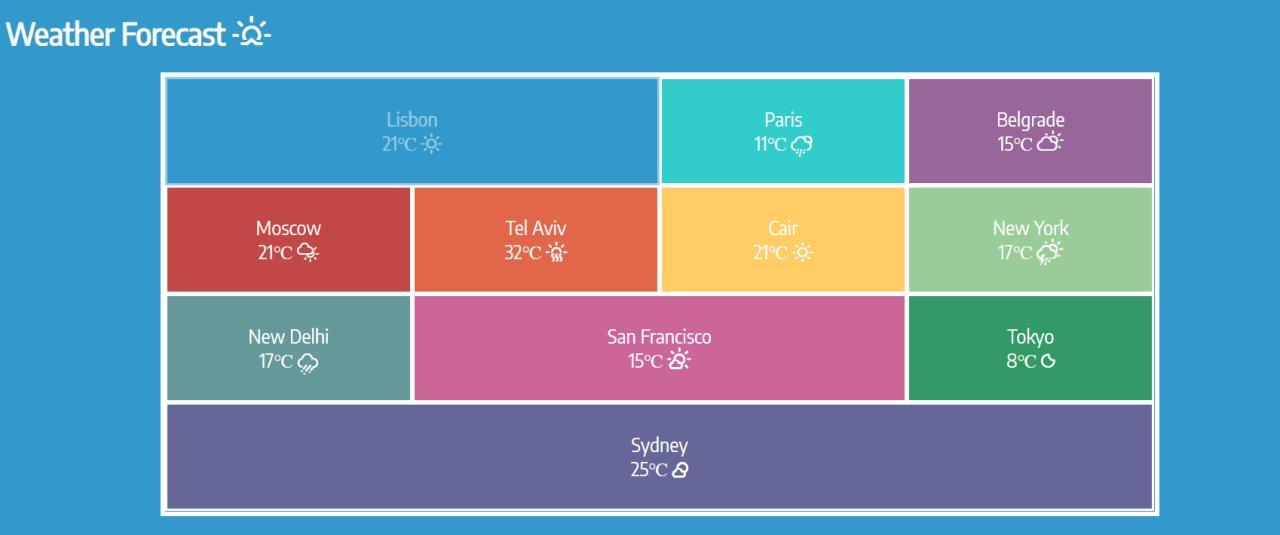 Weather Forecast
Lisbon
21°C
Paris
11°C
Belgrade
15°C
Moscow
21°C
Tel Aviv
32°C
Cair
21°C
New York
17°C
New Delhi
17°C
San Francisco
15°C
Tokyo
8°C
Sydney
25°C